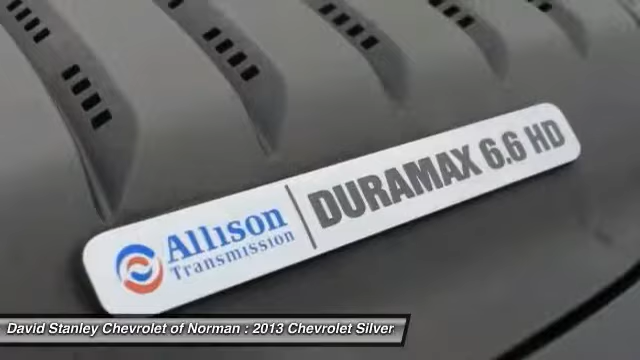 Allison
Transmission
DURAMAX 6.6 HD
David Stanley Chevrolet of Norman : 2013 Chevrolet Silver